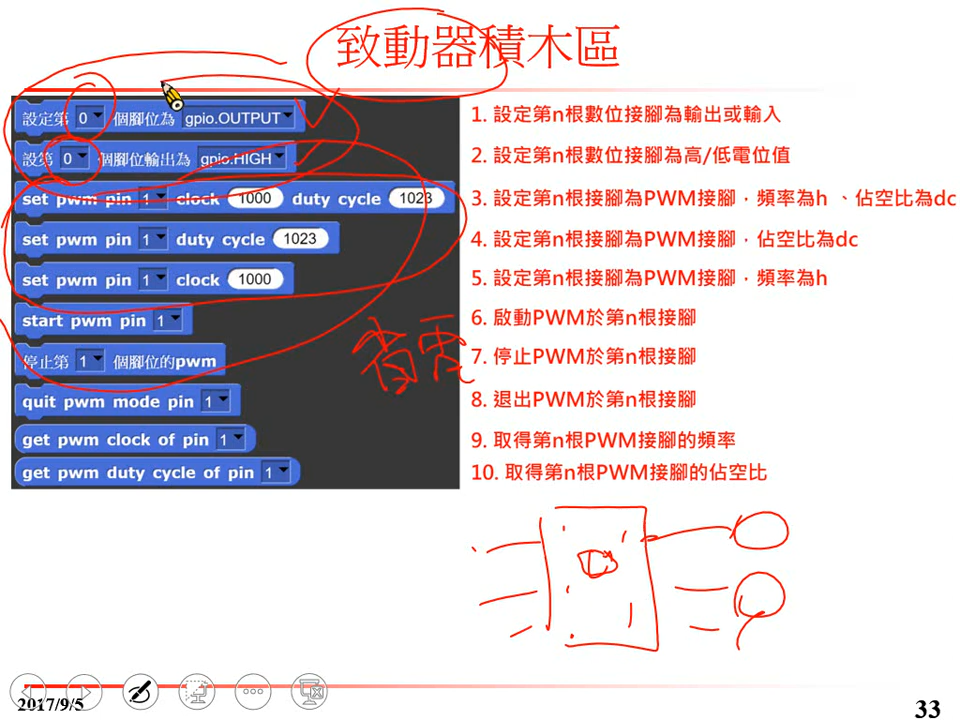 致動器積木區
設定第 0 個腳位為 gpio.OUTPUT
設第 0 個腳位輸出為 gpio.HIGH
set pwm pin 1 clock 1000 duty cycle 1023
set pwm pin 1 duty cycle 1023
set pwm pin 1 clock 1000
start pwm pin 1
停止第 1 個腳位的pwm
quit pwm mode pin 1
get pwm clock of pin 1
get pwm duty cycle of pin 1
1. 設定第n根數位接腳為輸出或輸入
2. 設定第n根數位接腳為高/低電位值
3. 設定第n根接腳為PWM接腳，頻率為h 、佔空比為dc
4. 設定第n根接腳為PWM接腳，佔空比為dc
5. 設定第n根接腳為PWM接腳，頻率為h
6. 啟動PWM於第n根接腳
7. 停止PWM於第n根接腳
8. 退出PWM於第n根接腳
9. 取得第n根PWM接腳的頻率
10. 取得第n根PWM接腳的佔空比
2017/9/5
33